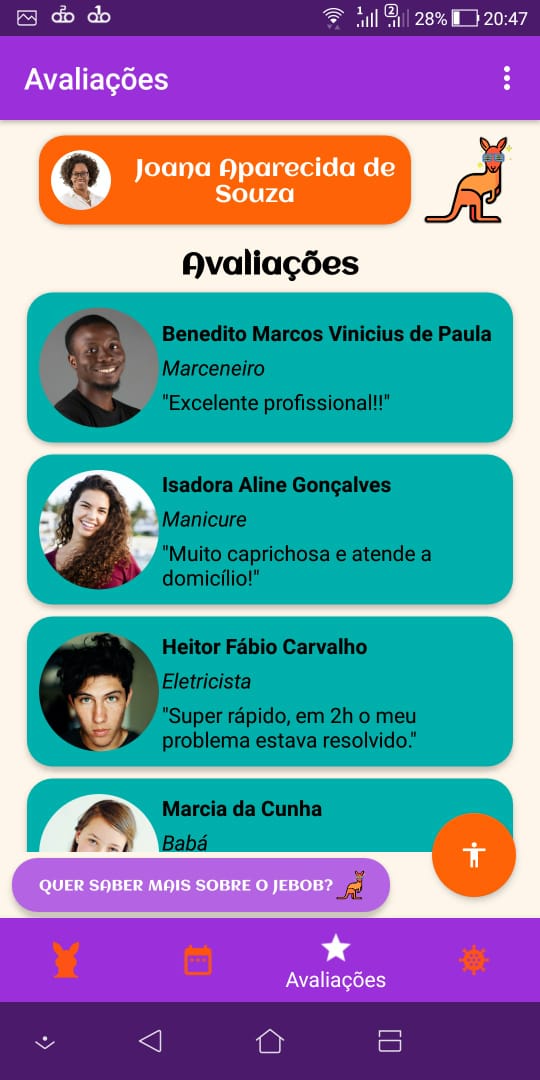 1 2 28% 20:47
Avaliações
Joana Aparecida de
Souza
Avaliações
Benedito Marcos Vinicius de Paula
Marceneiro
"Excelente profissional!!"
Isadora Aline Gonçalves
Manicure
"Muito caprichosa e atende a
domicílio!"
Heitor Fábio Carvalho
Eletricista
"Super rápido, em 2h o meu
problema estava resolvido."
Marcia da Cunha
Babá
QUER SABER MAIS SOBRE O JEBOB?
Avaliações